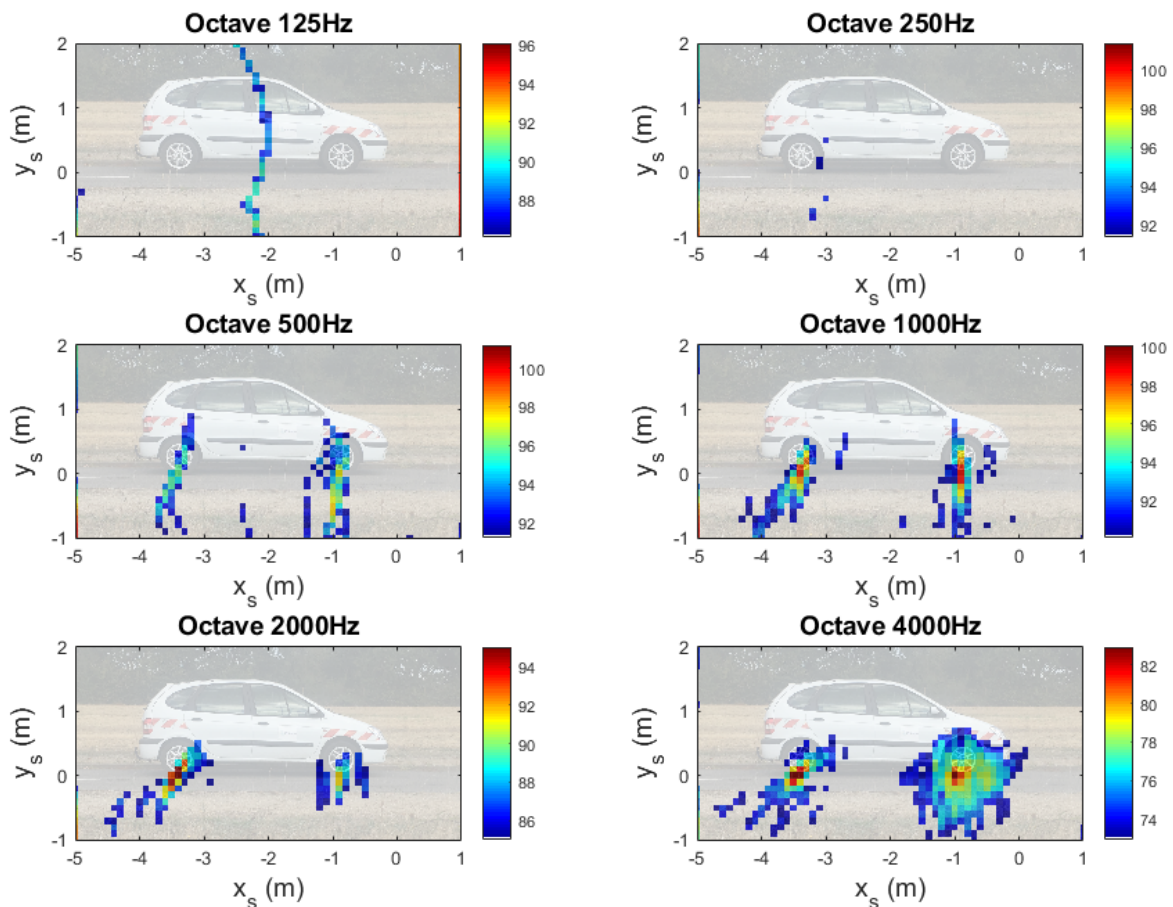 Octave 125Hz
2
1
0
-1
y_s (m)
-5 -4 -3 -2 -1 0 1
x_s (m)
96
94
92
90
88
Octave 250Hz
2
1
0
-1
y_s (m)
-5 -4 -3 -2 -1 0 1
x_s (m)
100
98
96
94
92
Octave 500Hz
2
1
0
-1
y_s (m)
-5 -4 -3 -2 -1 0 1
x_s (m)
100
98
96
94
92
Octave 1000Hz
2
1
0
-1
y_s (m)
-5 -4 -3 -2 -1 0 1
x_s (m)
100
98
96
94
92
Octave 2000Hz
2
1
0
-1
y_s (m)
-5 -4 -3 -2 -1 0 1
x_s (m)
94
92
90
88
86
Octave 4000Hz
2
1
0
-1
y_s (m)
-5 -4 -3 -2 -1 0 1
x_s (m)
82
80
78
76
74